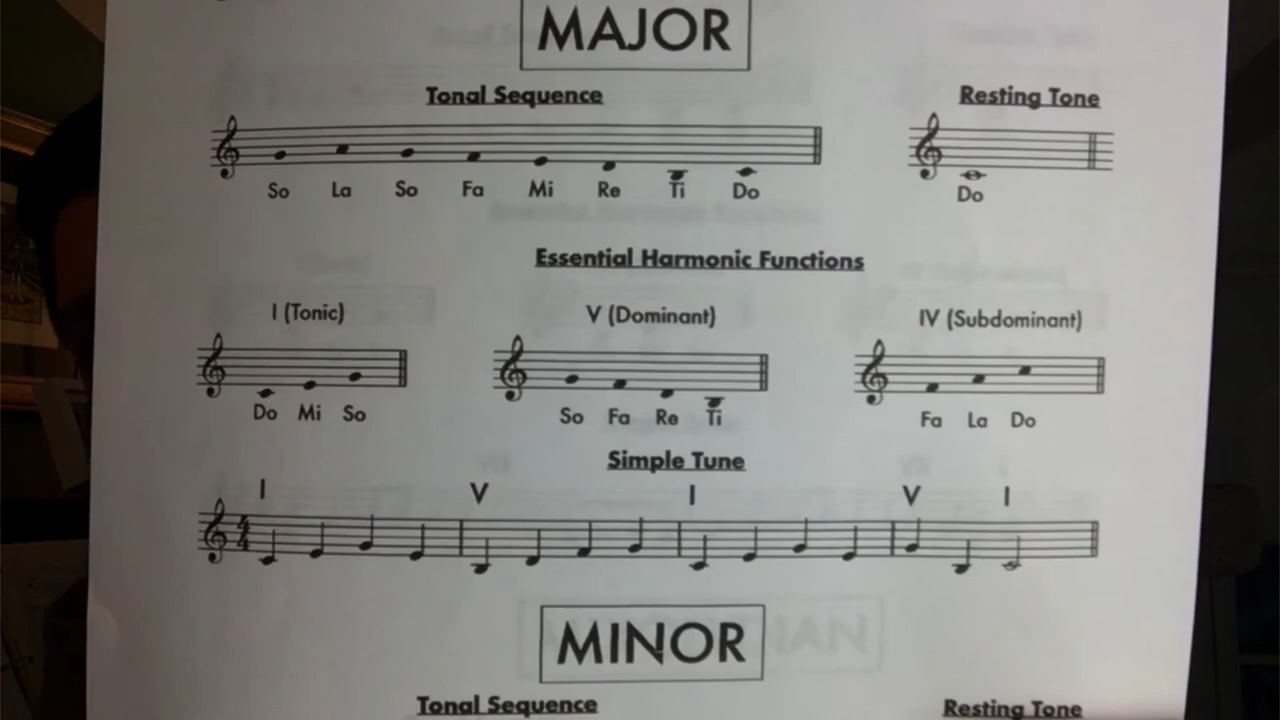 MAJOR
Tonal Sequence
Resting Tone
So La So Fa Mi Re Ti Do
Do
Essential Harmonic Functions
I (Tonic)
V (Dominant)
IV (Subdominant)
Do Mi So
So Fa Re Ti
Fa La Do
Simple Tune
I V I V I
4
4
MINOR
Tonal Sequence
Resting Tone